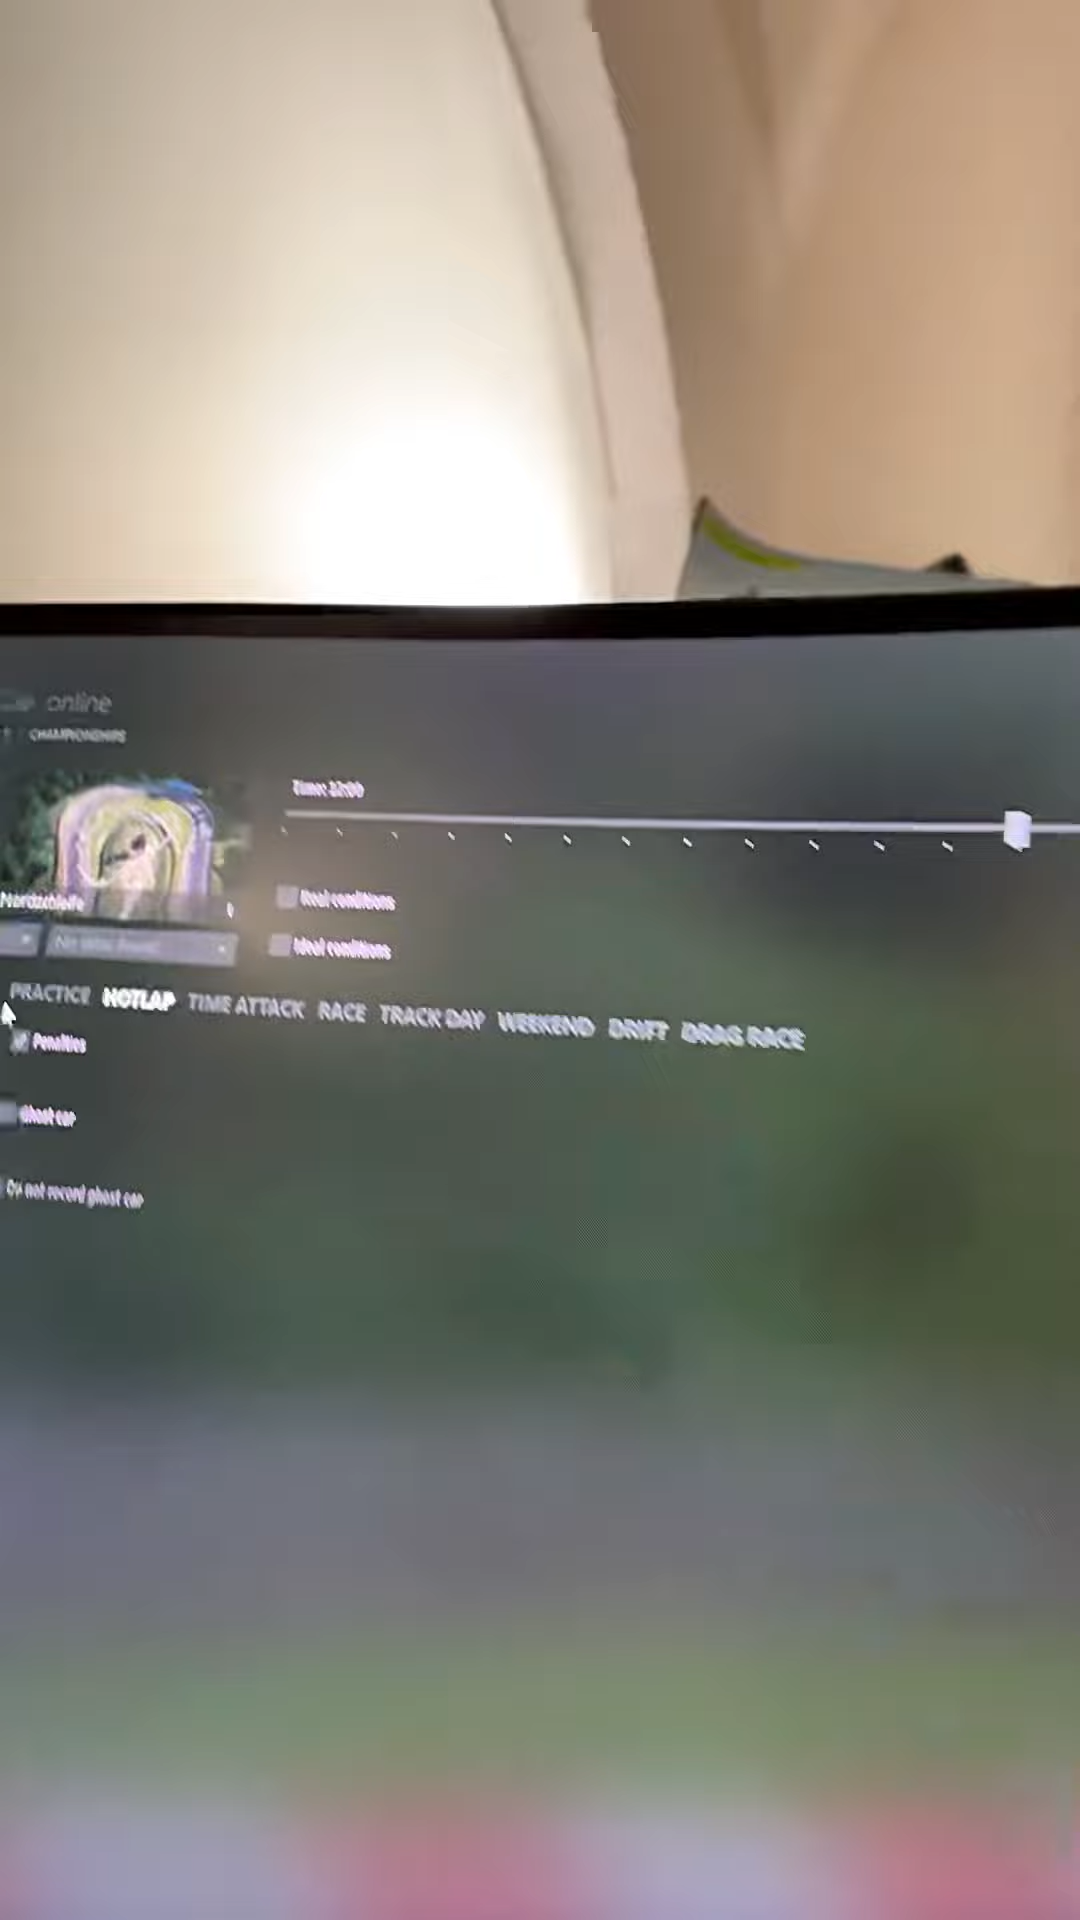 online
CHAMPIONSHIPS
Time: 22:00
Nordschleife
Real conditions
Ideal conditions
PRACTICE HOTLAP TIME ATTACK RACE TRACK DAY WEEKEND DRIFT DRAG RACE
Penalties
Ghost car
Do not record ghost car